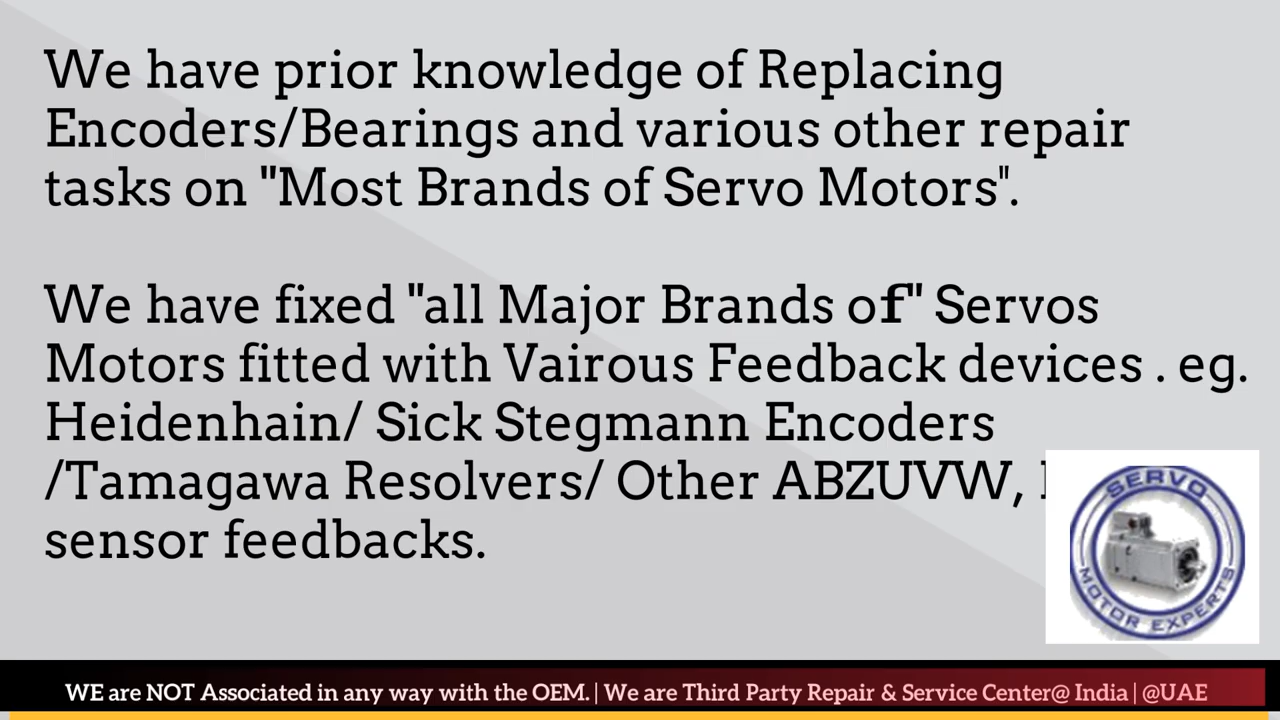 We have prior knowledge of Replacing
Encoders/Bearings and various other repair
tasks on "Most Brands of Servo Motors".
We have fixed "all Major Brands of" Servos
Motors fitted with Vairous Feedback devices . eg.
Heidenhain/ Sick Stegmann Encoders
/Tamagawa Resolvers/ Other ABZUVW,
sensor feedbacks.
SERVO
MOTOR EXPERTS
WE are NOT Associated in any way with the OEM. | We are Third Party Repair & Service Center@ India | @UAE